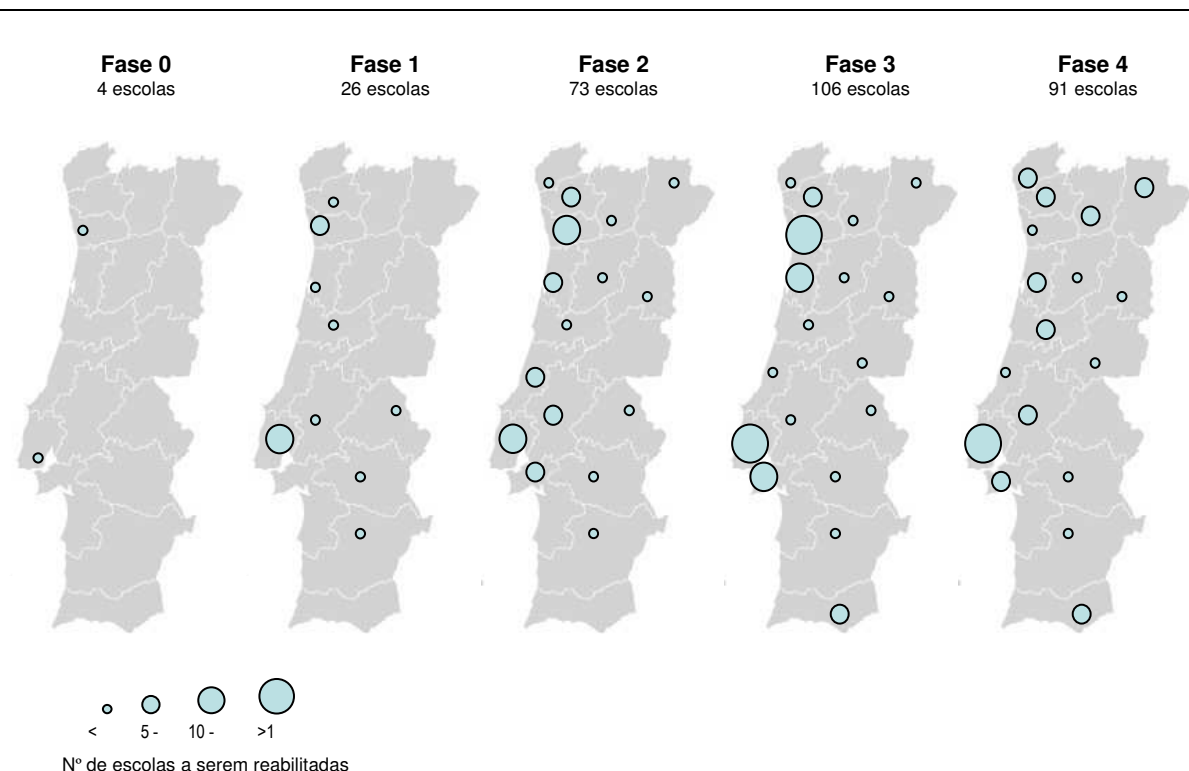 Fase 0
4 escolas
Fase 1
26 escolas
Fase 2
73 escolas
Fase 3
106 escolas
Fase 4
91 escolas
< 5 - 10 - >1
Nº de escolas a serem reabilitadas